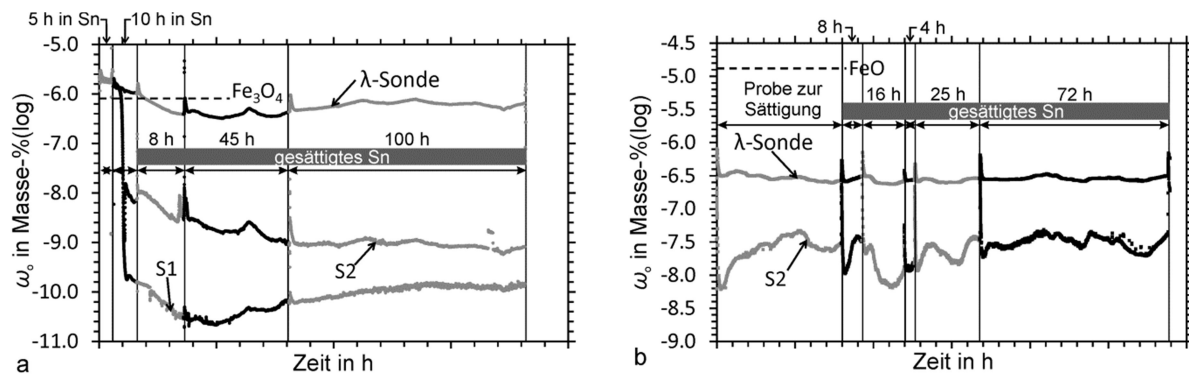 5 h in Sn
10 h in Sn
-5.0
-6.0
-7.0
-8.0
-9.0
-10.0
-11.0
ω₀ in Masse-%(log)
Fe₃O₄
λ-Sonde
8 h
45 h
100 h
gesättigtes Sn
S1
S2
a
Zeit in h
8 h
4 h
-4.5
-5.0
-5.5
-6.0
-6.5
-7.0
-7.5
-8.0
-8.5
-9.0
ω₀ in Masse-%(log)
FeO
Probe zur
Sättigung
16 h
25 h
72 h
gesättigtes Sn
λ-Sonde
S2
b
Zeit in h